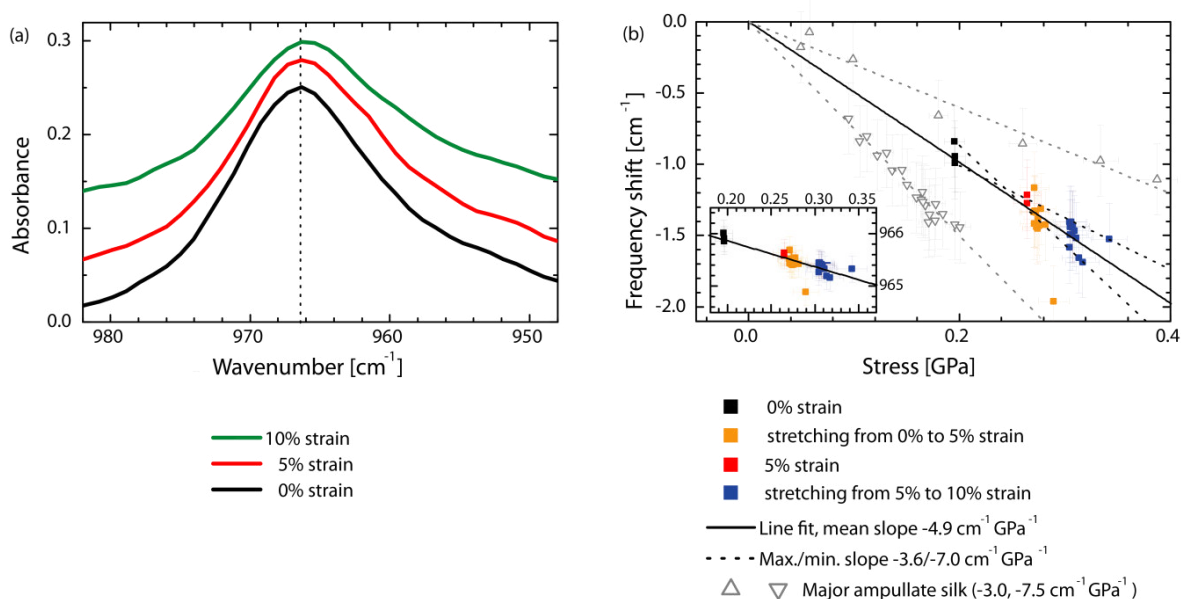 (a)
0.3
0.2
0.1
0.0
Absorbance
980
970
960
950
Wavenumber [cm⁻¹]
10% strain
5% strain
0% strain
(b)
0.0
-0.5
-1.0
-1.5
-2.0
Frequency shift [cm⁻¹]
0.20
0.25
0.30
0.35
966
965
0.0
0.2
0.4
Stress [GPa]
0% strain
stretching from 0% to 5% strain
5% strain
stretching from 5% to 10% strain
Line fit, mean slope -4.9 cm⁻¹ GPa⁻¹
Max./min. slope -3.6/-7.0 cm⁻¹ GPa⁻¹
Major ampullate silk (-3.0, -7.5 cm⁻¹ GPa⁻¹)